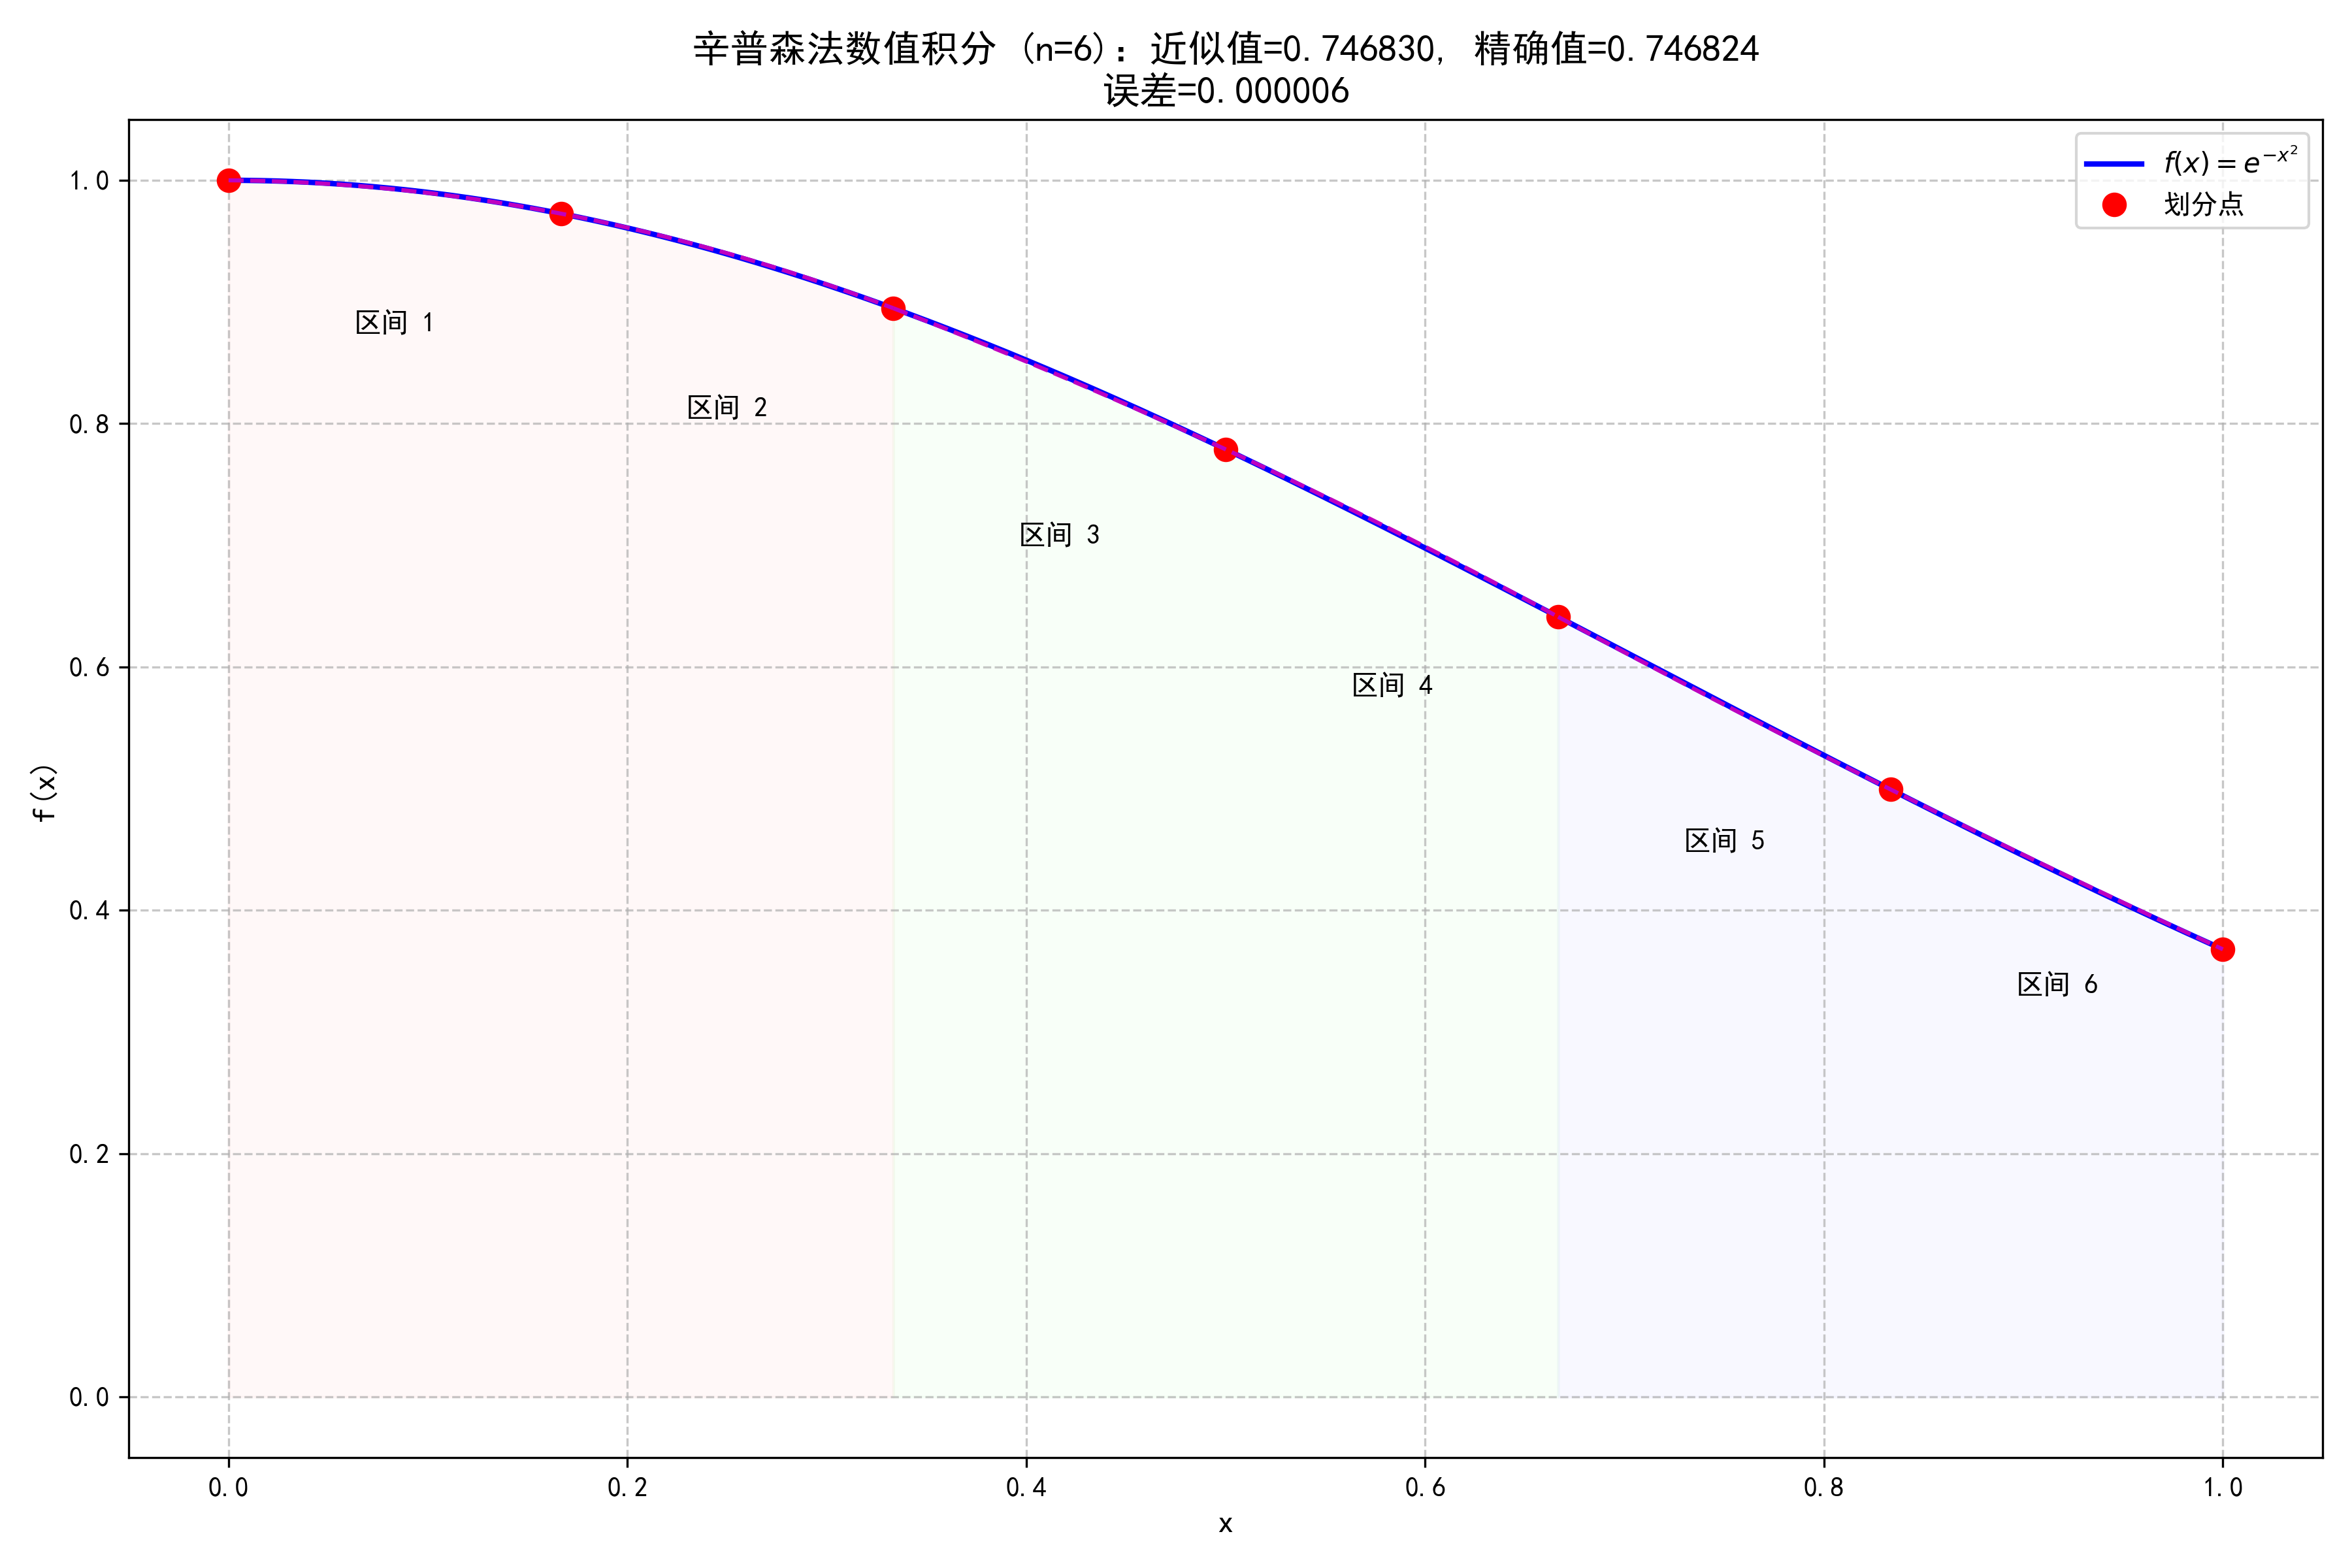 辛普森法数值积分 (n=6): 近似值=0.746830, 精确值=0.746824
误差=0.000006
f(x) = e^{-x^2}
划分点
1.0
0.8
0.6
0.4
0.2
0.0
f(x)
区间 1
区间 2
区间 3
区间 4
区间 5
区间 6
0.0
0.2
0.4
0.6
0.8
1.0
x